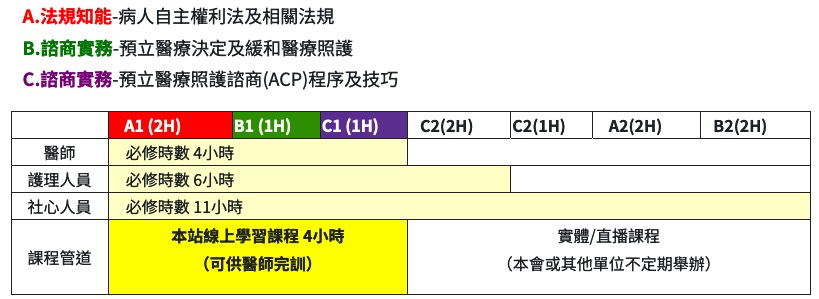 A.法規知能-病人自主權利法及相關法規
B.諮商實務-預立醫療決定及緩和醫療照護
C.諮商實務-預立醫療照護諮商(ACP)程序及技巧
A1 (2H) B1 (1H) C1 (1H) C2(2H) C2(1H) A2(2H) B2(2H)
醫師 必修時數 4小時
護理人員 必修時數 6小時
社心人員 必修時數 11小時
課程管道
本站線上學習課程 4小時
（可供醫師完訓）
實體/直播課程
（本會或其他單位不定期舉辦）